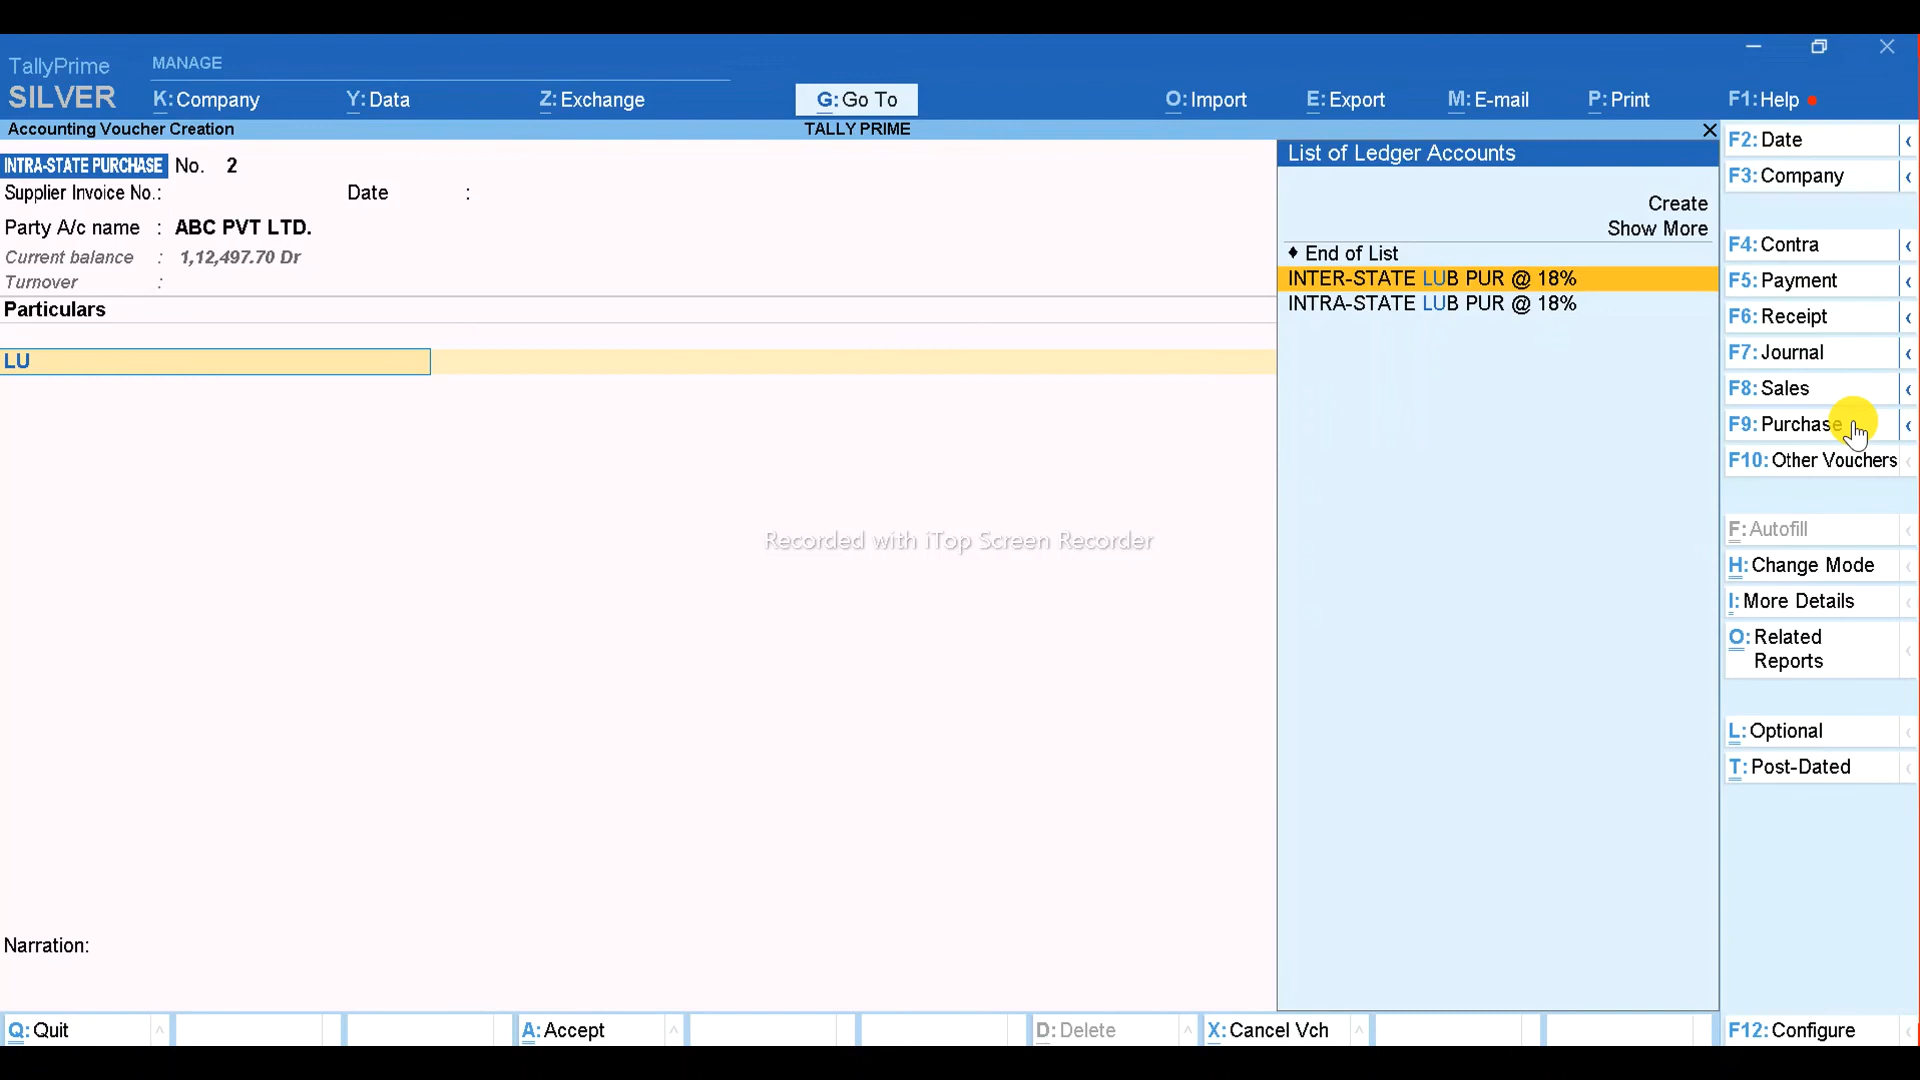 TallyPrime
SILVER
MANAGE
K: Company
Y: Data
Z: Exchange
G: Go To
O: Import
E: Export
M: E-mail
P: Print
F1: Help
Accounting Voucher Creation
TALLY PRIME
INTRA-STATE PURCHASE No. 2
Supplier Invoice No.: Date :
Party A/c name : ABC PVT LTD.
Current balance : 1,12,497.70 Dr
Turnover :
Particulars
LU
Narration:
List of Ledger Accounts
Create
Show More
♦ End of List
INTER-STATE LUB PUR @ 18%
INTRA-STATE LUB PUR @ 18%
Recorded with iTop Screen Recorder
F2: Date
F3: Company
F4: Contra
F5: Payment
F6: Receipt
F7: Journal
F8: Sales
F9: Purchase
F10: Other Vouchers
F: Autofill
H: Change Mode
I: More Details
O: Related
Reports
L: Optional
T: Post-Dated
Q: Quit
A: Accept
D: Delete
X: Cancel Vch
F12: Configure